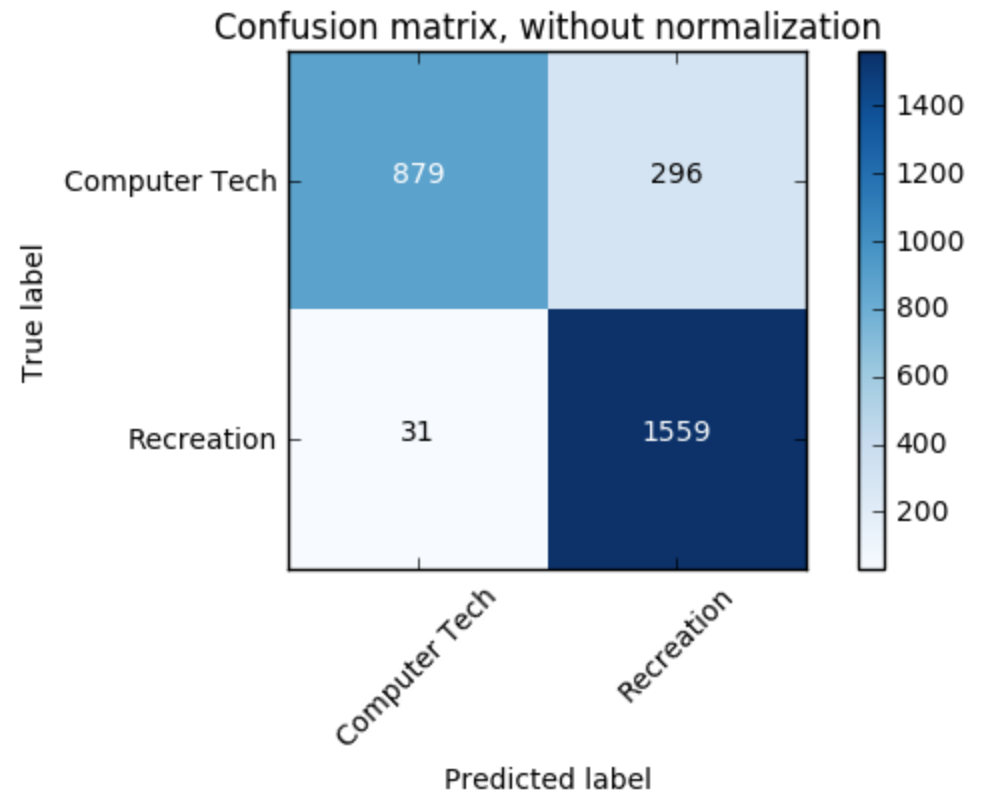 Confusion matrix, without normalization
Computer Tech
879
296
Recreation
31
1559
True label
Computer Tech
Recreation
Predicted label
1400
1200
1000
800
600
400
200